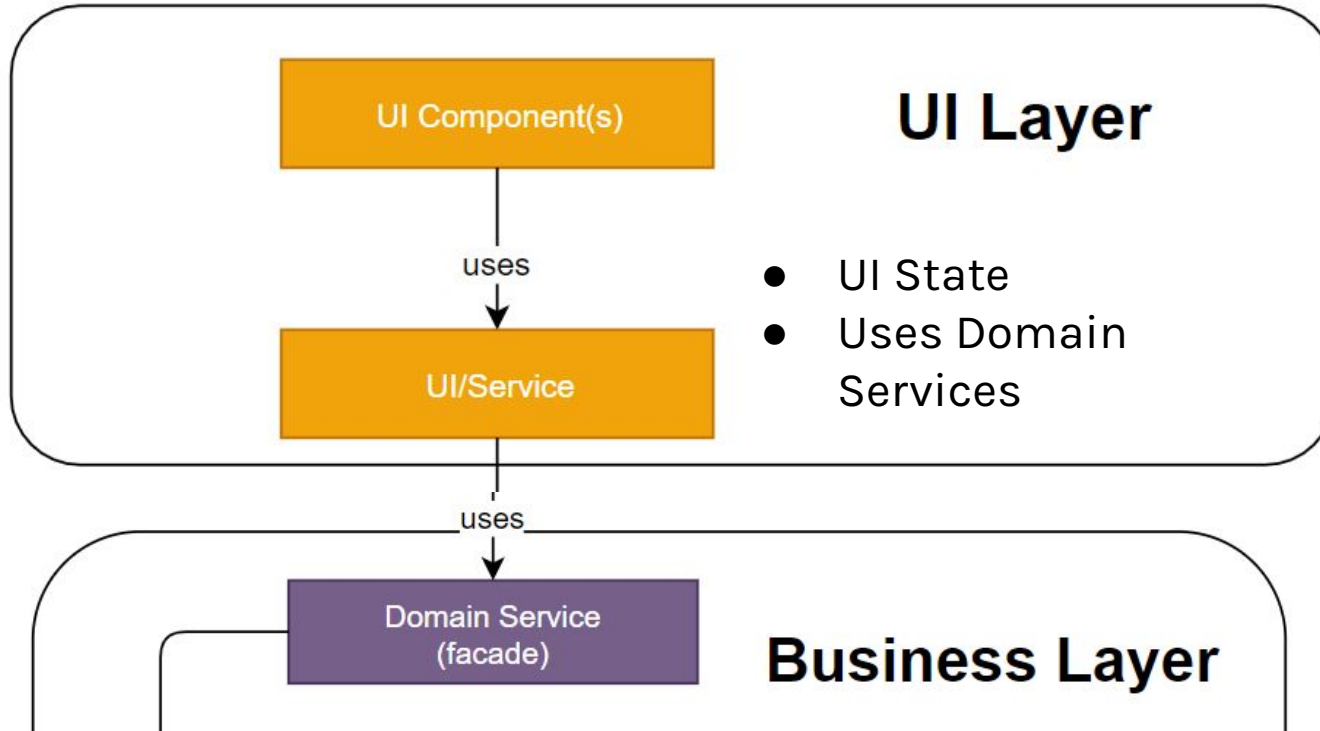 UI Component(s)
UI Layer
uses
● UI State
● Uses Domain
Services
UI/Service
uses
Domain Service
(facade)
Business Layer